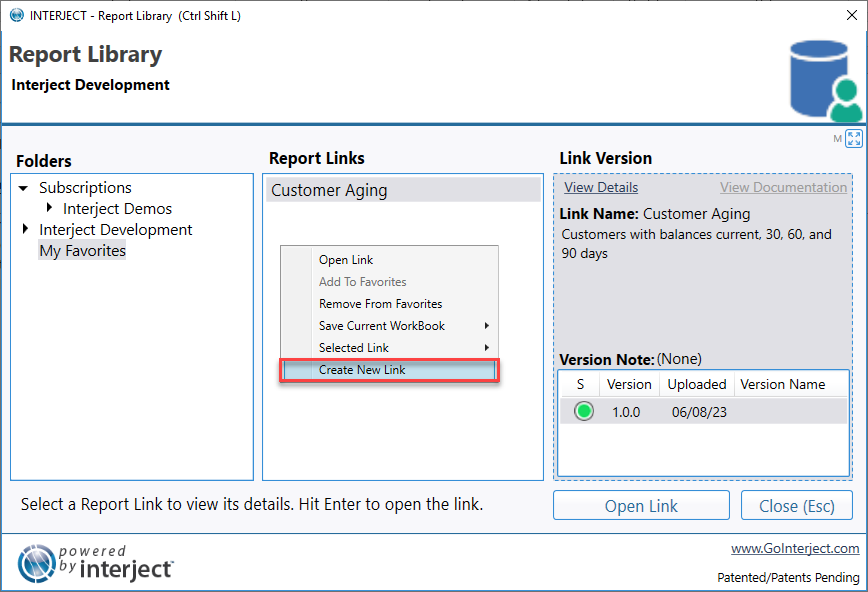 INTERJECT - Report Library (Ctrl Shift L)
Report Library
Interject Development
M
Folders
Subscriptions
Interject Demos
Interject Development
My Favorites
Report Links
Customer Aging
Open Link
Add To Favorites
Remove From Favorites
Save Current WorkBook
Selected Link
Create New Link
Link Version
View Details View Documentation
Link Name: Customer Aging
Customers with balances current, 30, 60, and
90 days
Version Note: (None)
S Version Uploaded Version Name
1.0.0 06/08/23
Select a Report Link to view its details. Hit Enter to open the link.
Open Link Close (Esc)
powered
by interject™
www.GoInterject.com
Patented/Patents Pending